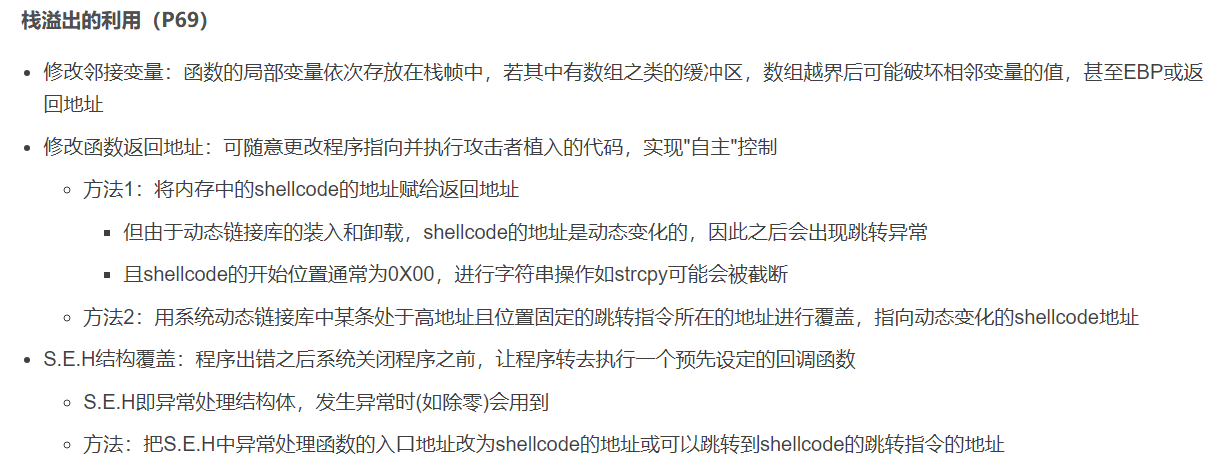 栈溢出的利用（P69）
修改邻接变量：函数的局部变量依次存放在栈帧中，若其中有数组之类的缓冲区，数组越界后可能破坏相邻变量的值，甚至EBP或返
回地址
修改函数返回地址：可随意更改程序指向并执行攻击者植入的代码，实现"自主"控制
方法1：将内存中的shellcode的地址赋给返回地址
但由于动态链接库的装入和卸载，shellcode的地址是动态变化的，因此之后会出现跳转异常
且shellcode的开始位置通常为0X00，进行字符串操作如strcpy可能会被截断
方法2：用系统动态链接库中某条处于高地址且位置固定的跳转指令所在的地址进行覆盖，指向动态变化的shellcode地址
S.E.H结构覆盖：程序出错之后系统关闭程序之前，让程序转去执行一个预先设定的回调函数
S.E.H即异常处理结构体，发生异常时(如除零)会用到
方法：把S.E.H中异常处理函数的入口地址改为shellcode的地址或可以跳转到shellcode的跳转指令的地址